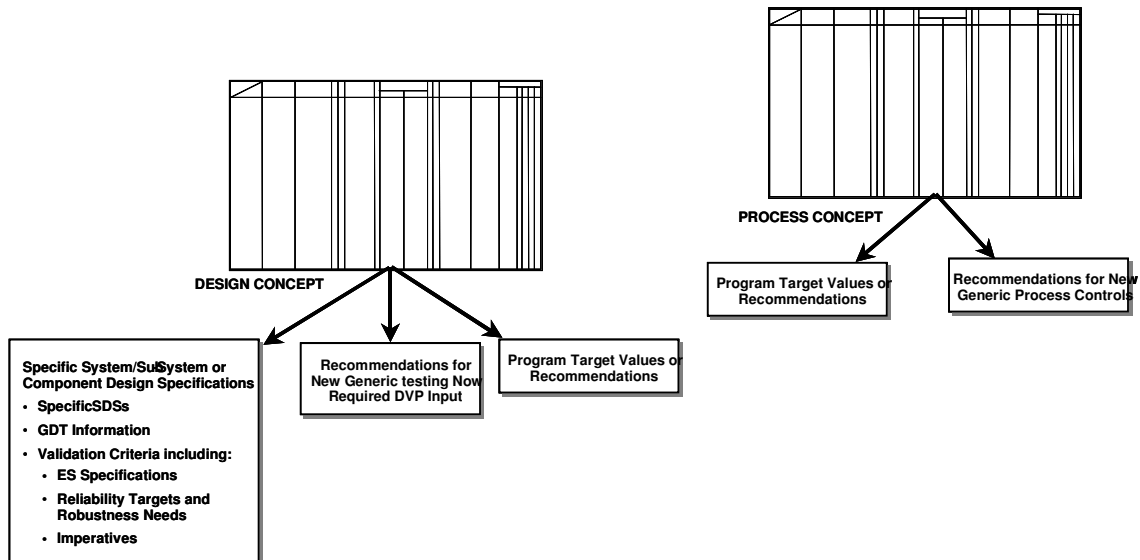 PROCESS CONCEPT
Program Target Values or
Recommendations
Recommendations for New
Generic Process Controls
DESIGN CONCEPT
Specific System/Sub-System or
Component Design Specifications
• SpecificSDSs
• GDT Information
• Validation Criteria including:
• ES Specifications
• Reliability Targets and
Robustness Needs
• Imperatives
Recommendations for
New Generic testing Now
Required DVP Input
Program Target Values or
Recommendations